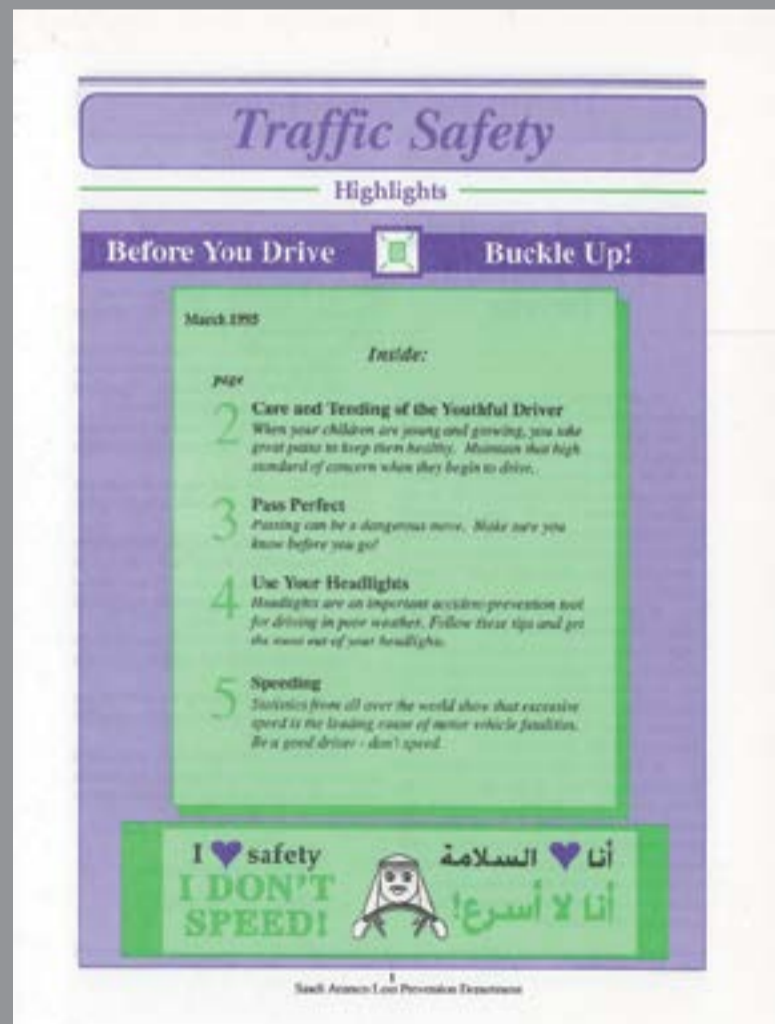 Traffic Safety
Highlights
Before You Drive Buckle Up!
March 1995
Inside:
page
2 Care and Tending of the Youthful Driver
When your children are young and growing, you take
great pains to keep them healthy. Maintain that high
standard of concern when they begin to drive.
3 Pass Perfect
Passing can be a dangerous move. Make sure you
know before you go!
4 Use Your Headlights
Headlights are an important accident-prevention tool
for driving in poor weather. Follow these tips and get
the most out of your headlights.
5 Speeding
Statistics from all over the world show that excessive
speed is the leading cause of motor vehicle fatalities.
Be a good driver - don't speed.
I ♥ safety
I DON'T
SPEED!
أنا ♥ السلامة
أنا لا أسرع!
1
Saudi Aramco Loss Prevention Department